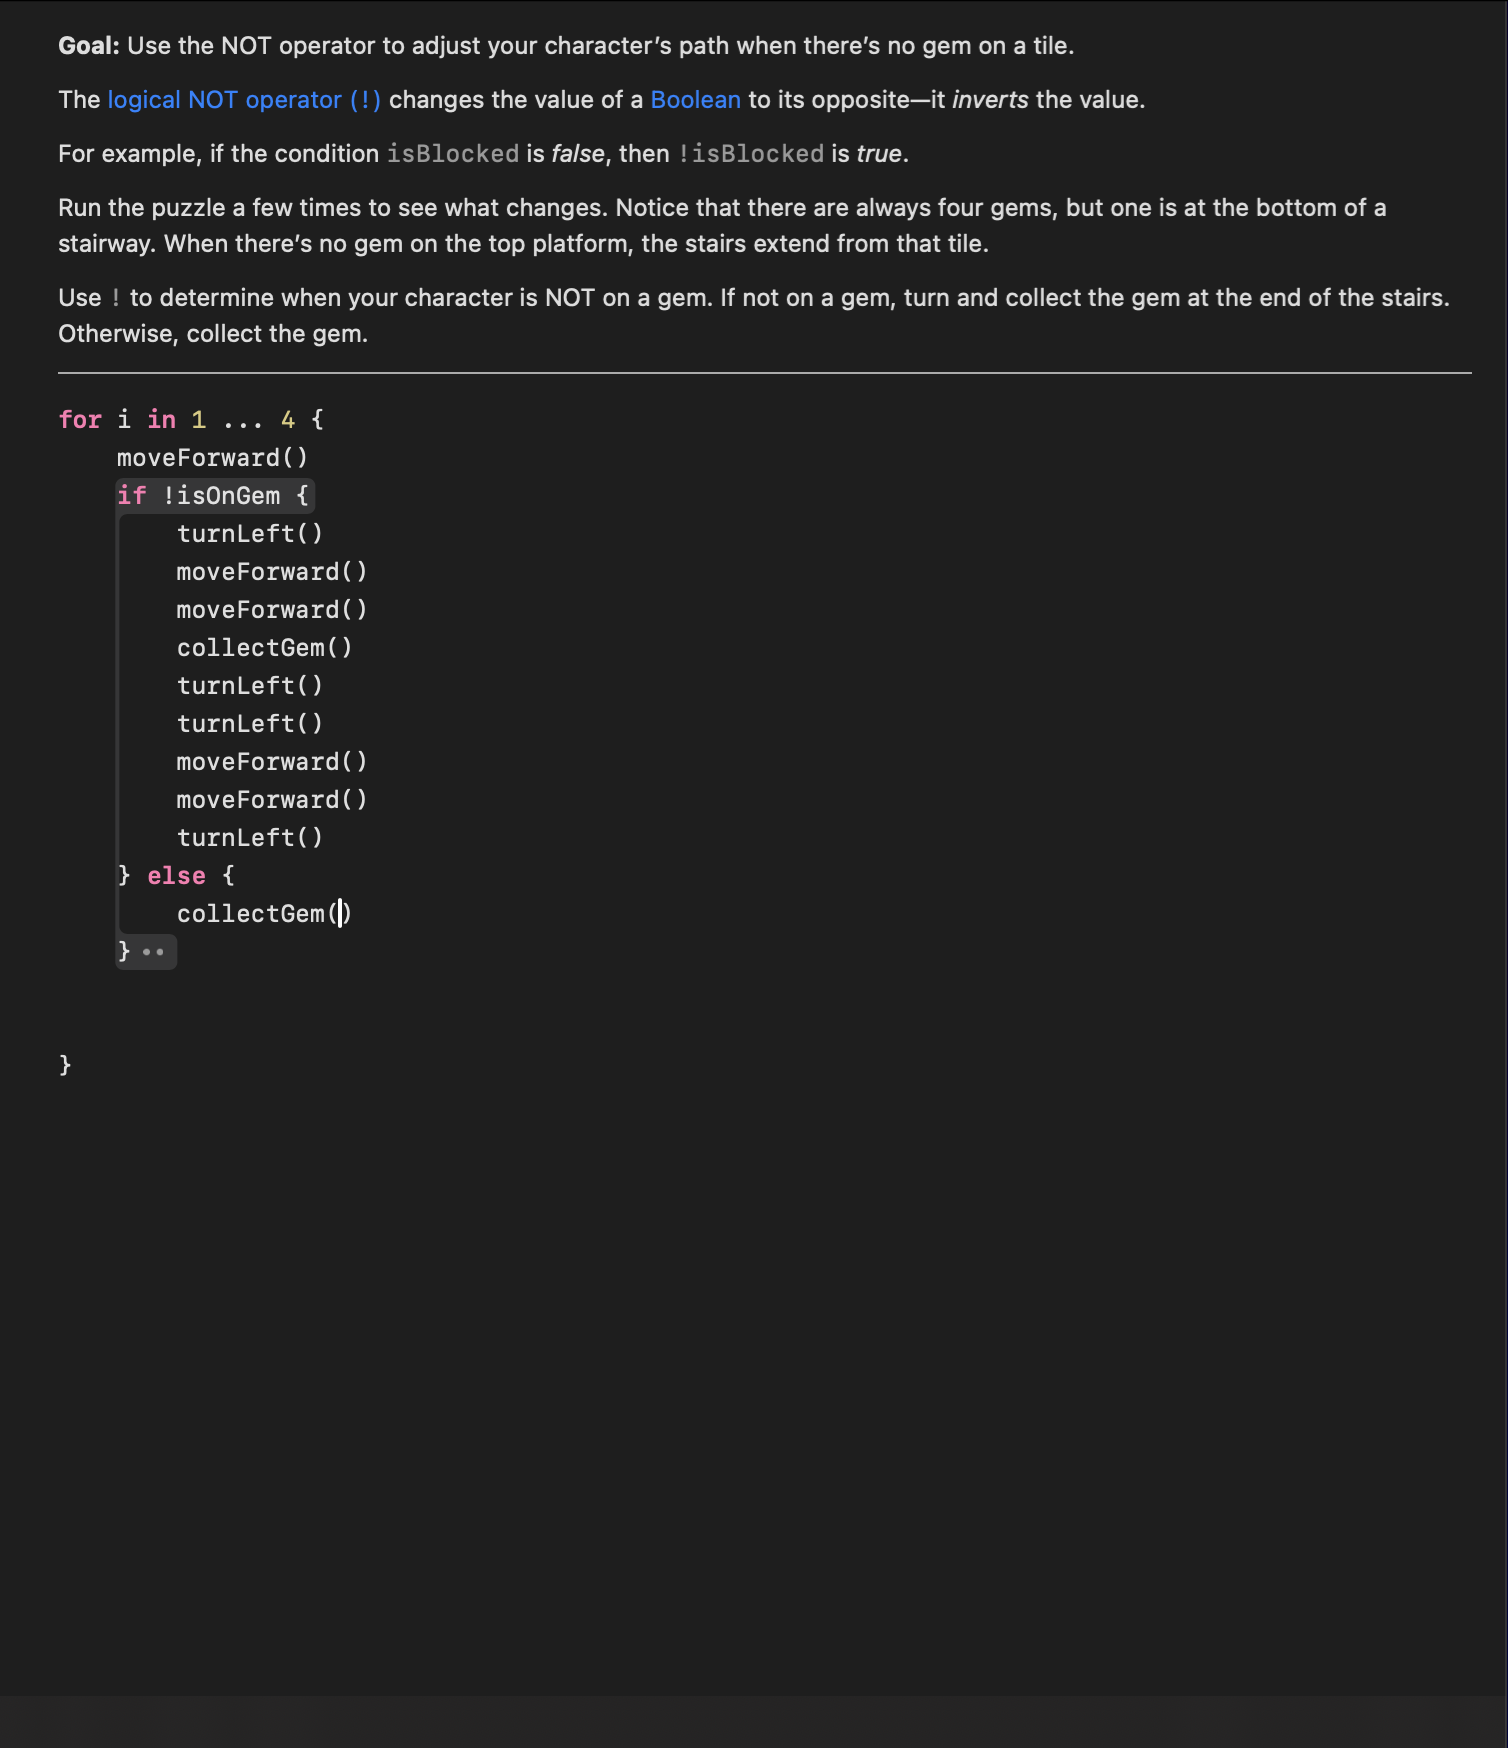 Goal: Use the NOT operator to adjust your character’s path when there’s no gem on a tile.
The logical NOT operator (!) changes the value of a Boolean to its opposite—it inverts the value.
For example, if the condition isBlocked is false, then !isBlocked is true.
Run the puzzle a few times to see what changes. Notice that there are always four gems, but one is at the bottom of a
stairway. When there’s no gem on the top platform, the stairs extend from that tile.
Use ! to determine when your character is NOT on a gem. If not on a gem, turn and collect the gem at the end of the stairs.
Otherwise, collect the gem.
for i in 1 ... 4 {
    moveForward()
    if !isOnGem {
        turnLeft()
        moveForward()
        moveForward()
        collectGem()
        turnLeft()
        turnLeft()
        moveForward()
        moveForward()
        turnLeft()
    } else {
        collectGem()
    }
}